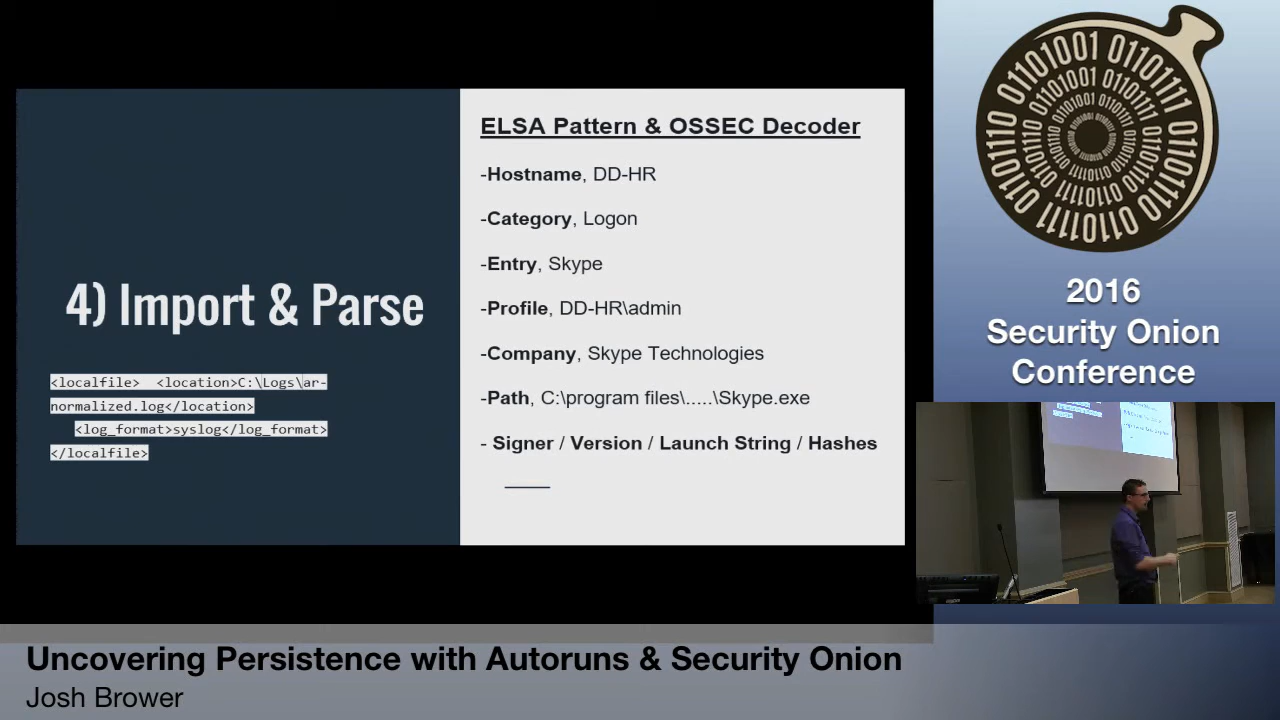 4) Import & Parse
<localfile>  <location>C:\Logs\ar-
normalized.log</location>
<log_format>syslog</log_format>
</localfile>
ELSA Pattern & OSSEC Decoder
-Hostname, DD-HR
-Category, Logon
-Entry, Skype
-Profile, DD-HR\admin
-Company, Skype Technologies
-Path, C:\program files\.....\Skype.exe
- Signer / Version / Launch String / Hashes
2016
Security Onion
Conference
Uncovering Persistence with Autoruns & Security Onion
Josh Brower